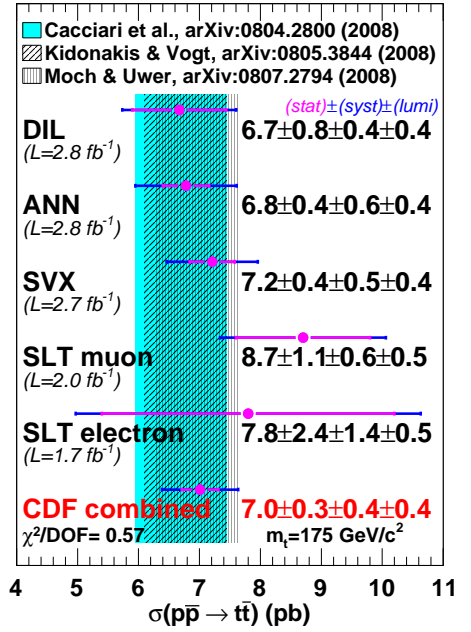 Cacciari et al., arXiv:0804.2800 (2008)
Kidonakis & Vogt, arXiv:0805.3844 (2008)
Moch & Uwer, arXiv:0807.2794 (2008)
(stat)±(syst)±(lumi)
DIL 6.7±0.8±0.4±0.4
(L=2.8 fb⁻¹)
ANN 6.8±0.4±0.6±0.4
(L=2.8 fb⁻¹)
SVX 7.2±0.4±0.5±0.4
(L=2.7 fb⁻¹)
SLT muon 8.7±1.1±0.6±0.5
(L=2.0 fb⁻¹)
SLT electron 7.8±2.4±1.4±0.5
(L=1.7 fb⁻¹)
CDF combined 7.0±0.3±0.4±0.4
χ²/DOF= 0.57 mₜ=175 GeV/c²
4 5 6 7 8 9 10 11
σ(pp̅ → tt̅) (pb)